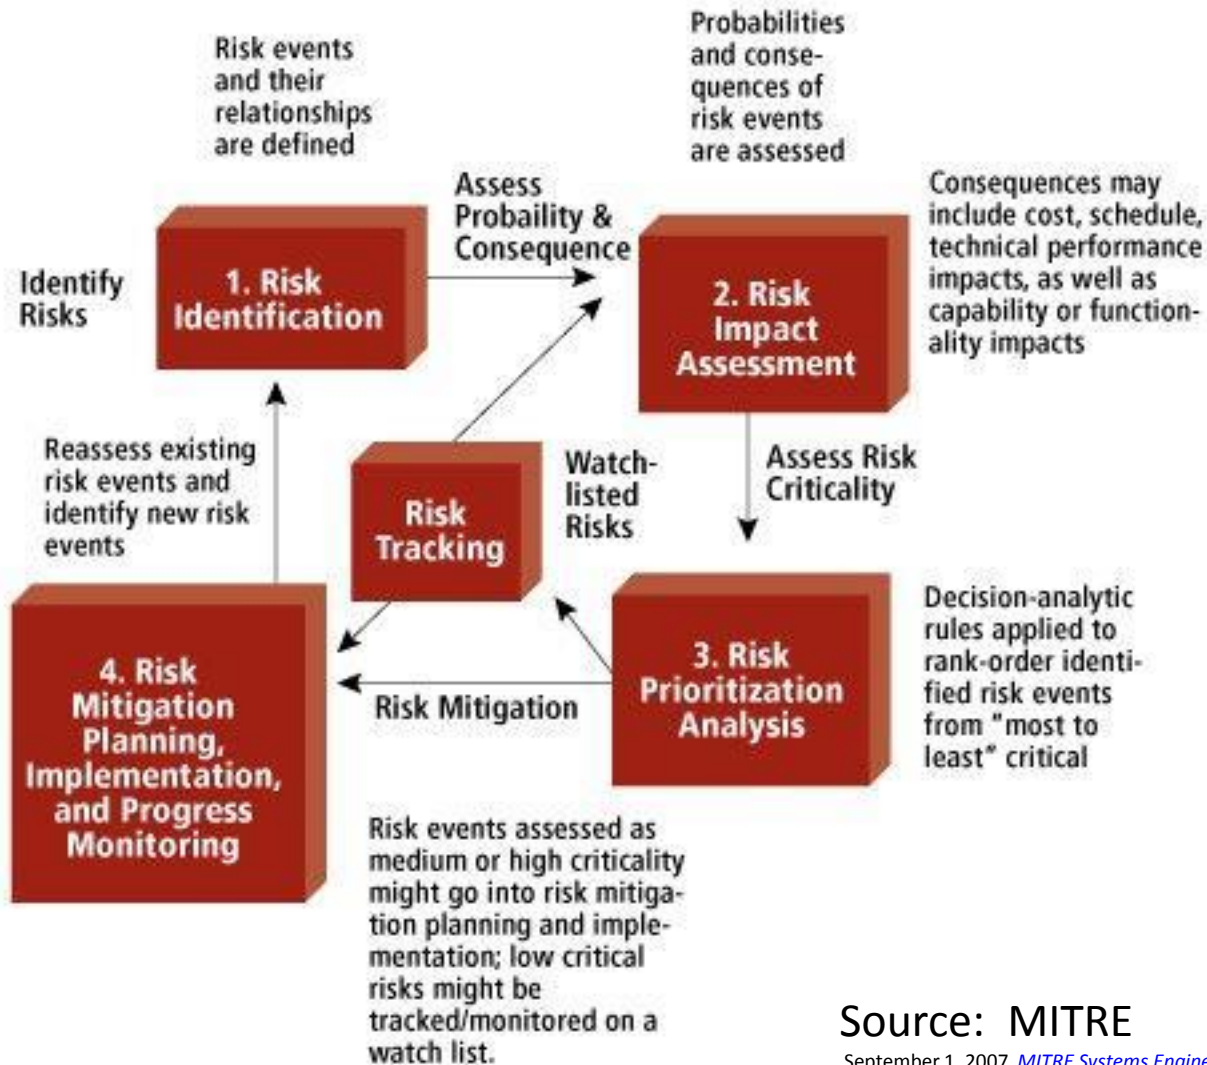 Risk events
and their
relationships
are defined
Probabilities
and conse-
quences of
risk events
are assessed
Assess
Probaility &
Consequence
Identify
Risks
1. Risk
Identification
2. Risk
Impact
Assessment
Consequences may
include cost, schedule,
technical performance
impacts, as well as
capability or function-
ality impacts
Reassess existing
risk events and
identify new risk
events
Risk
Tracking
Watch-
listed
Risks
Assess Risk
Criticality
4. Risk
Mitigation
Planning,
Implementation,
and Progress
Monitoring
Risk Mitigation
3. Risk
Prioritization
Analysis
Decision-analytic
rules applied to
rank-order identi-
fied risk events
from "most to
least" critical
Risk events assessed as
medium or high criticality
might go into risk mitiga-
tion planning and imple-
mentation; low critical
risks might be
tracked/monitored on a
watch list.
Source: MITRE
September 1, 2007, MITRE Systems Engine